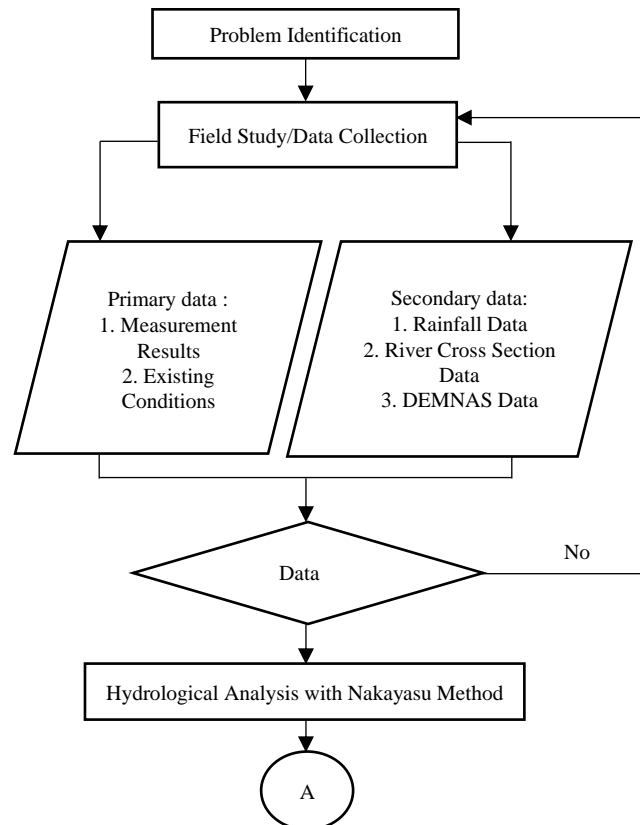 Problem Identification
Field Study/Data Collection
Primary data :
1. Measurement
Results
2. Existing
Conditions
Secondary data:
1. Rainfall Data
2. River Cross Section
Data
3. DEMNAS Data
Data
No
Hydrological Analysis with Nakayasu Method
A